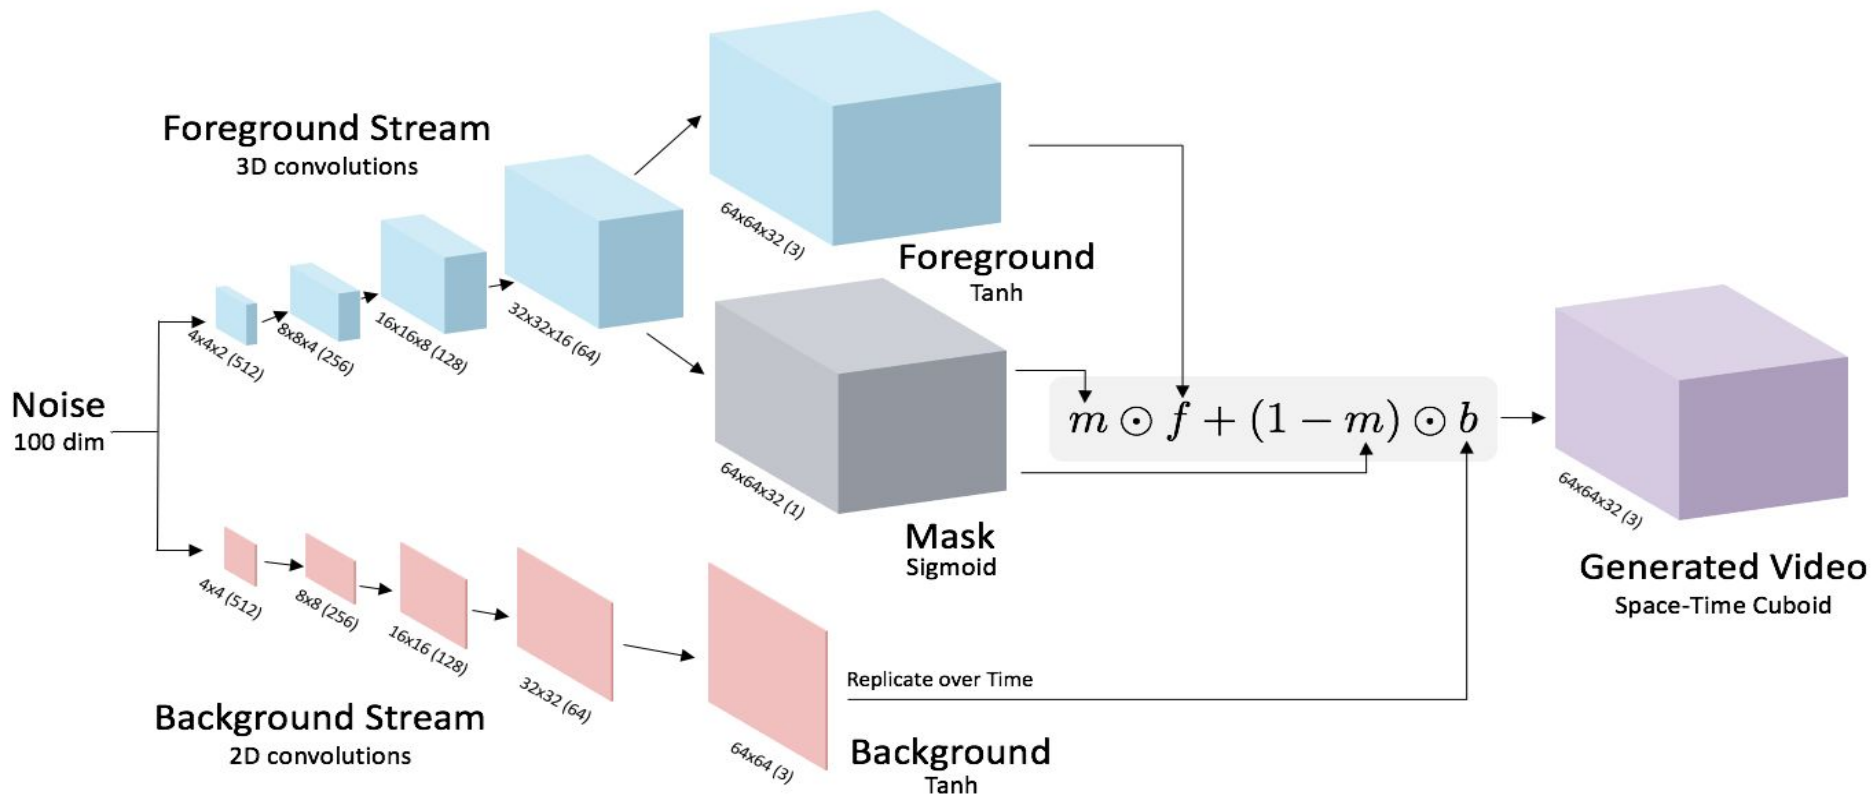 Foreground Stream
3D convolutions
4x4x2 (512)
8x8x4 (256)
16x16x8 (128)
32x32x16 (64)
64x64x32 (3)
Foreground
Tanh
Noise
100 dim
64x64x32 (1)
Mask
Sigmoid
m ⊙ f + (1 − m) ⊙ b
64x64x32 (3)
Generated Video
Space-Time Cuboid
4x4 (512)
8x8 (256)
16x16 (128)
32x32 (64)
64x64 (3)
Replicate over Time
Background Stream
2D convolutions
Background
Tanh